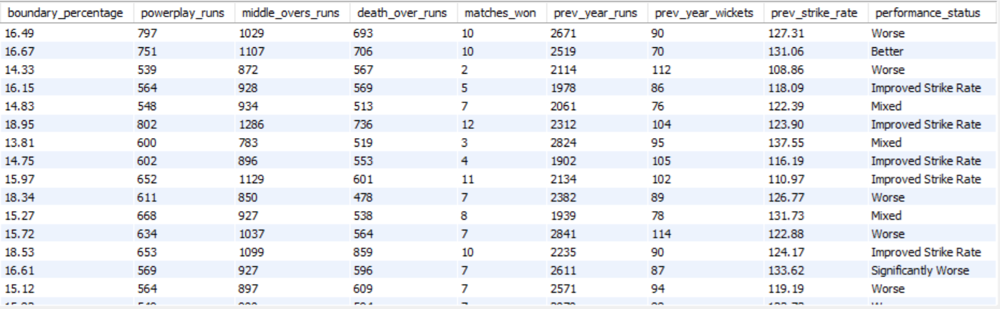 boundary_percentage powerplay_runs middle_overs_runs death_over_runs matches_won prev_year_runs prev_year_wickets prev_strike_rate performance_status
16.49 797 1029 693 10 2671 90 127.31 Worse
16.67 751 1107 706 10 2519 70 131.06 Better
14.33 539 872 567 2 2114 112 108.86 Worse
16.15 564 928 569 5 1978 86 118.09 Improved Strike Rate
14.83 548 934 513 7 2061 76 122.39 Mixed
18.95 802 1286 736 12 2312 104 123.90 Improved Strike Rate
13.81 600 783 519 3 2824 95 137.55 Mixed
14.75 602 896 553 4 1902 105 116.19 Improved Strike Rate
15.97 652 1129 601 11 2134 102 110.97 Improved Strike Rate
18.34 611 850 478 7 2382 89 126.77 Worse
15.27 668 927 538 8 1939 78 131.73 Mixed
15.72 634 1037 564 7 2841 114 122.88 Worse
18.53 653 1099 859 10 2235 90 124.17 Improved Strike Rate
16.61 569 927 596 7 2611 87 133.62 Significantly Worse
15.12 564 897 609 7 2571 94 119.19 Worse